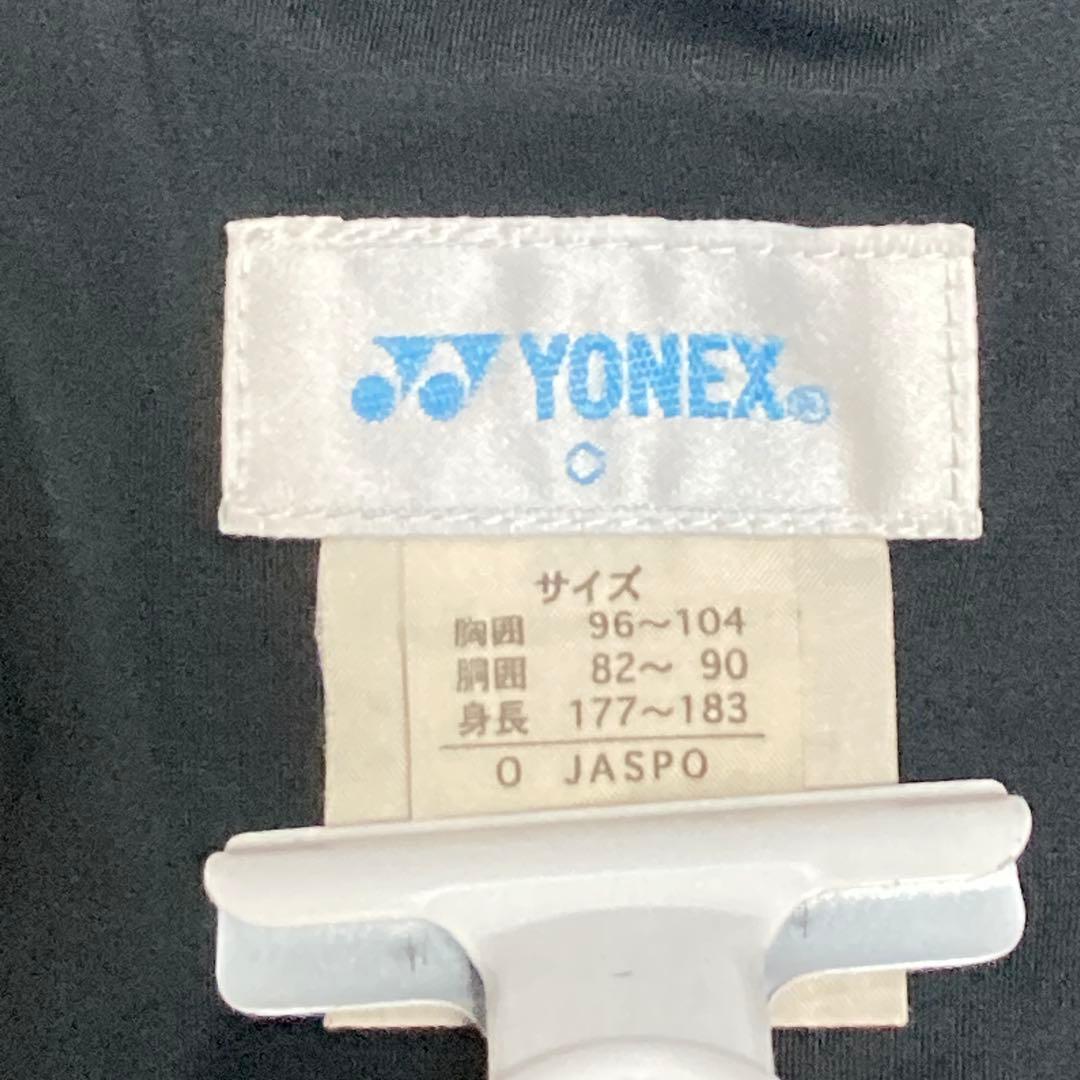 YONEX®
O
サイズ
胸囲 96〜104
胴囲 82〜 90
身長 177〜183
O JASPO